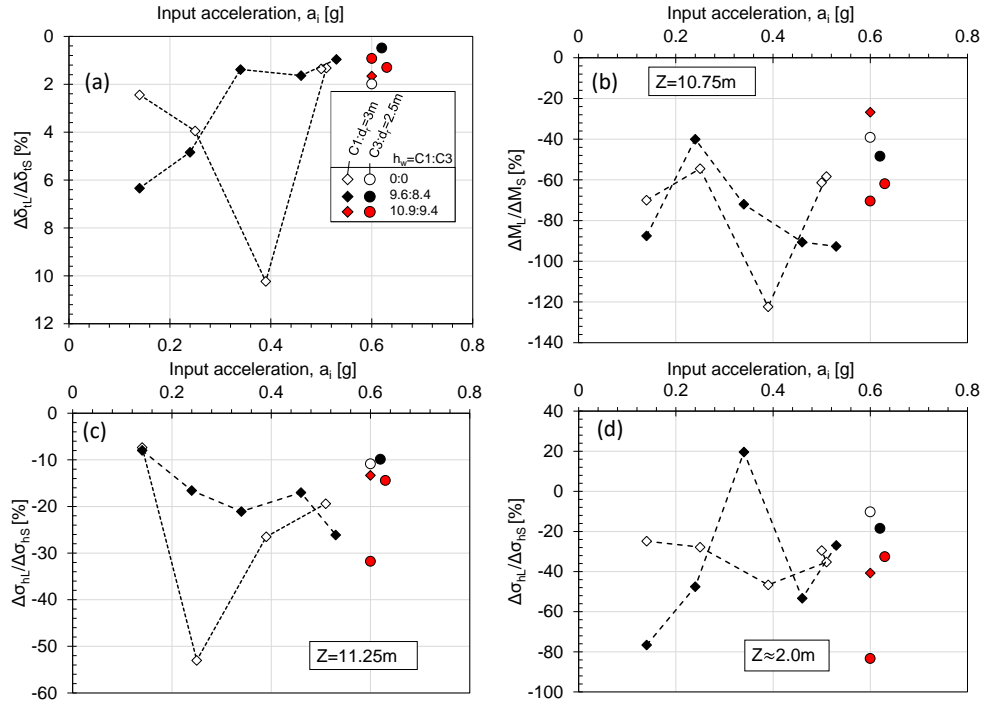 Input acceleration, aᵢ [g]
0 0.2 0.4 0.6 0.8
(a)
0
2
4
6
8
10
12
Δδₜʟ/Δδₜₛ [%]
C1:dᵣ=3m
C3:dᵣ=2.5m
h_w=C1:C3
0:0
9.6:8.4
10.9:9.4
0 0.2 0.4 0.6 0.8
Input acceleration, aᵢ [g]
0 0.2 0.4 0.6 0.8
(b)
Z=10.75m
0
-20
-40
-60
-80
-100
-120
-140
ΔM_L/ΔM_S [%]
Input acceleration, aᵢ [g]
0 0.2 0.4 0.6 0.8
(c)
0
-10
-20
-30
-40
-50
-60
Δσ_hL/Δσ_hS [%]
Z=11.25m
Input acceleration, aᵢ [g]
0 0.2 0.4 0.6 0.8
(d)
40
20
0
-20
-40
-60
-80
-100
Δσ_hL/Δσ_hS [%]
Z≈2.0m